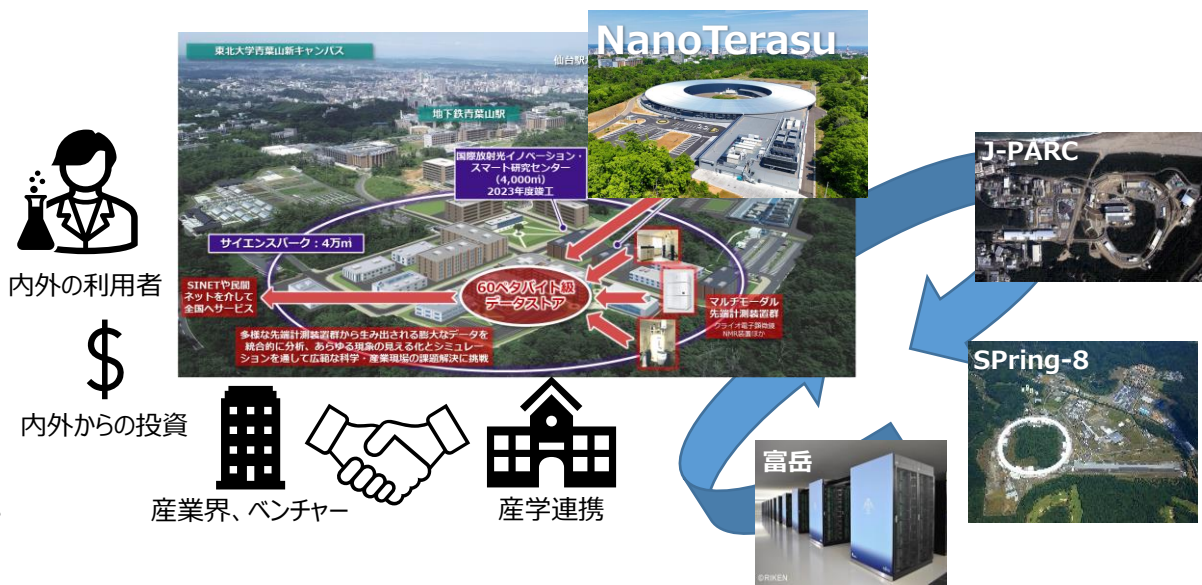 東北大学青葉山新キャンパス
仙台駅
NanoTerasu
地下鉄青葉山駅
国際放射光イノベーション・
スマート研究センター
(4,000㎡)
2023年度竣工
J-PARC
サイエンスパーク:4万㎡
内外の利用者
SINETや民間
ネットを介して
全国へサービス
60ペタバイト級
データストア
マルチモーダル
先端計測装置群
クライオ電子顕微鏡
NMR装置ほか
多様な先端計測装置群から生み出される膨大なデータを
統合的に分析、あらゆる現象の見える化とシミュレー
ションを通して広範な科学・産業現場の課題解決に挑戦
SPring-8
$
内外からの投資
富岳
産業界、ベンチャー
産学連携
©RIKEN